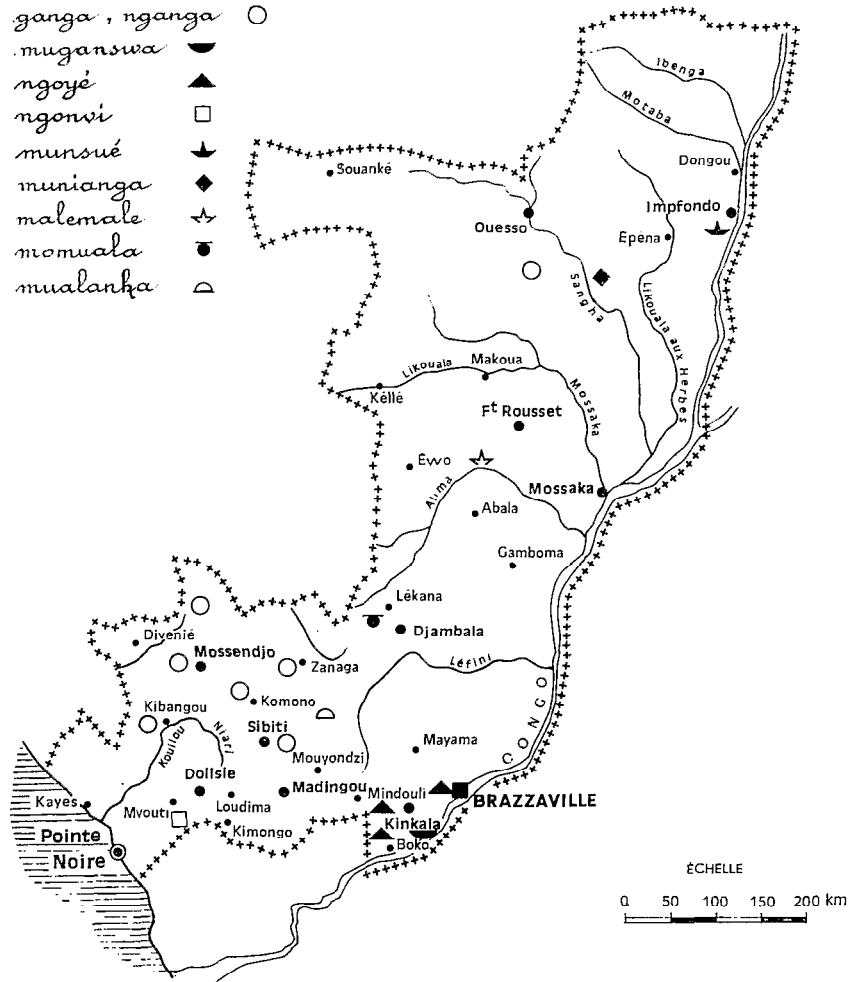 ganga , nganga
muganswa
ngoyé
ngonvi
munsué
munianga
malemale
momuala
mualanka
Ibenga
Motaba
Dongou
Souanké
Impfondo
Ouesso
Epéna
Sangha
Likouala aux Herbes
Likouala
Makoua
Kéllé
Mossaka
Ft Rousset
Ewo
Alima
Mossaka
Abala
Gamboma
Lékana
Djambala
Divenié
Mossendjo
Zanaga
Léfini
Komono
Kibangou
CONGO
Sibiti
Kouilou
Niari
Mayama
Mouyondzi
Dolisie
Madingou
Mindouli
BRAZZAVILLE
Kayes
Mvouti
Loudima
Kinkala
Kimongo
Pointe
Noire
Boko
ÉCHELLE
0 50 100 150 200 km